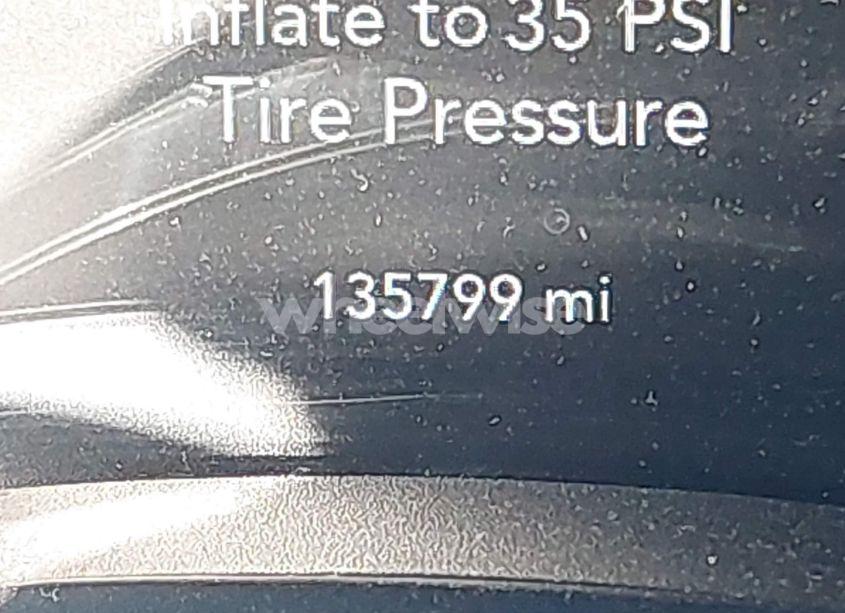 Inflate to 35 PSI
Tire Pressure
135799 mi
wheelwise